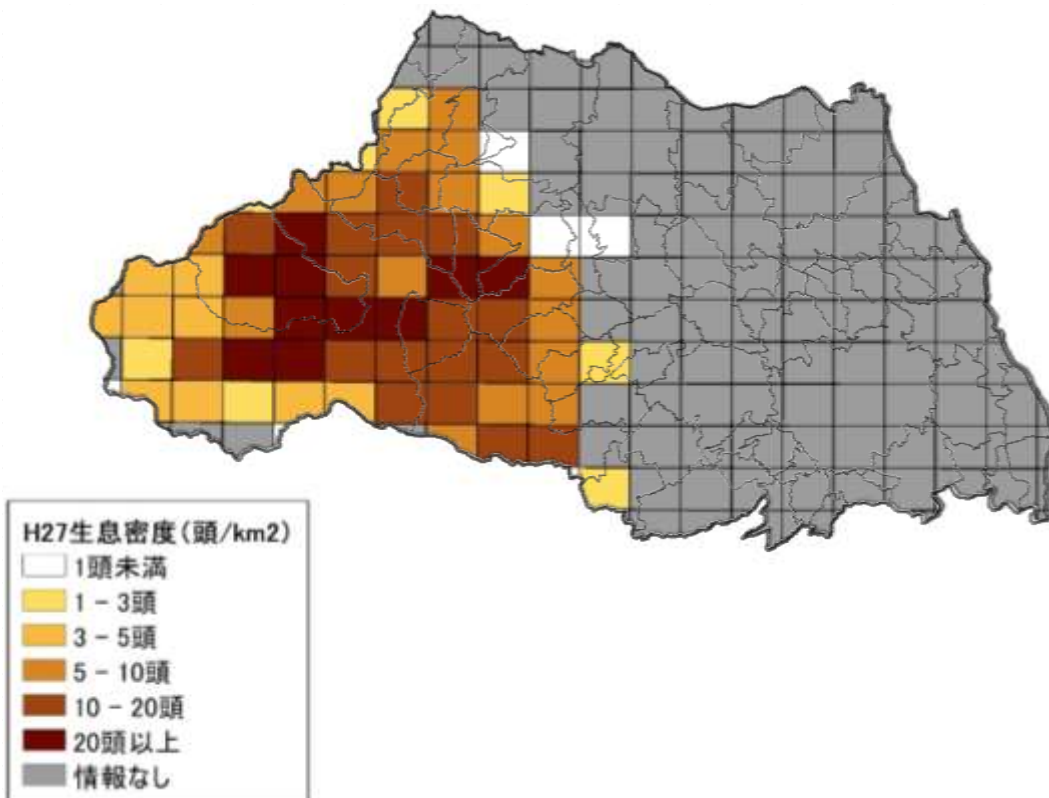 H27生息密度(頭/km2)
1頭未満
1 - 3頭
3 - 5頭
5 - 10頭
10 - 20頭
20頭以上
情報なし